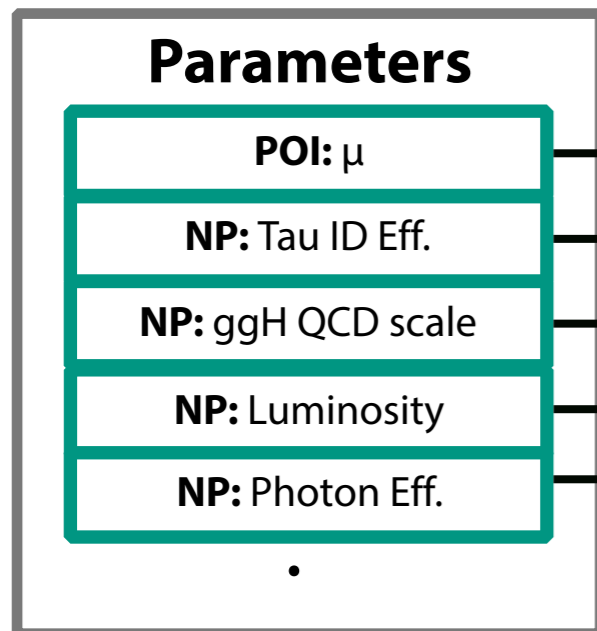 Parameters
POI: μ
NP: Tau ID Eff.
NP: ggH QCD scale
NP: Luminosity
NP: Photon Eff.
.